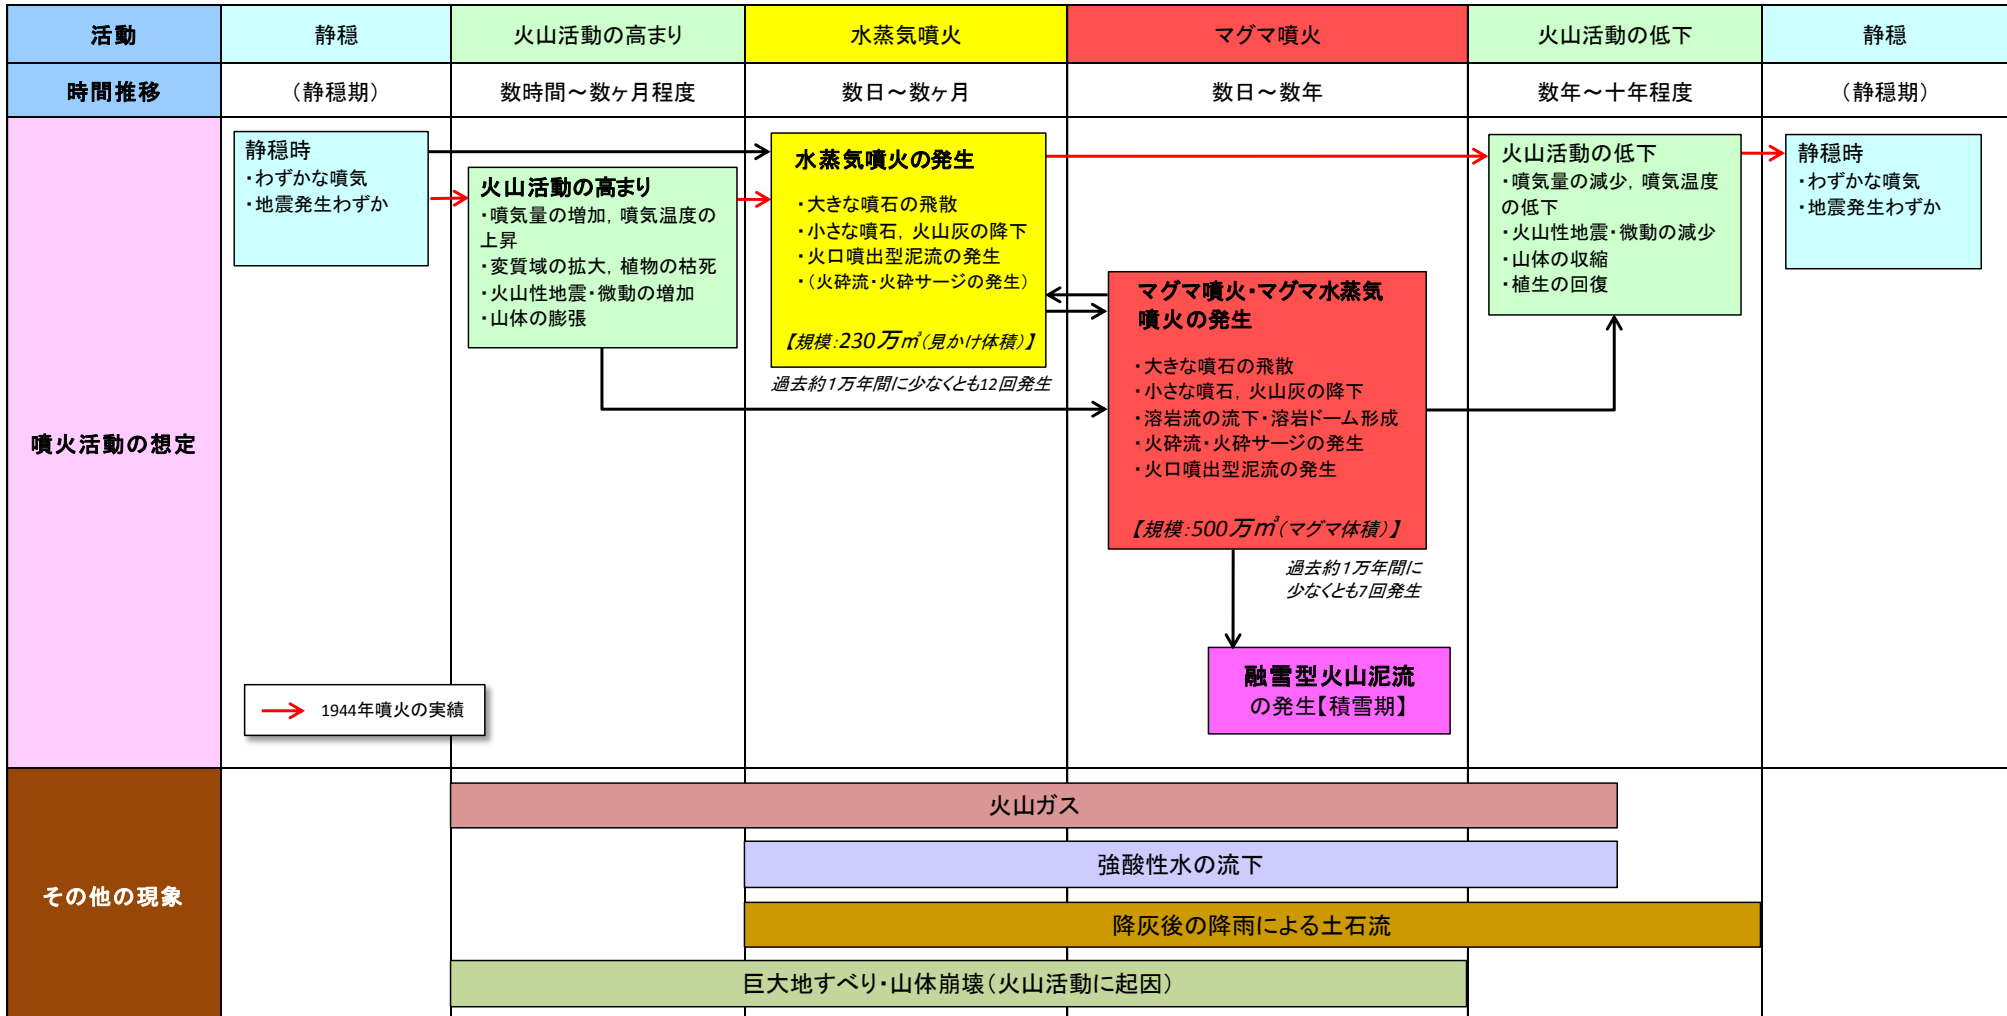 活動
静穏
火山活動の高まり
水蒸気噴火
マグマ噴火
火山活動の低下
静穏
時間推移
（静穏期）
数時間～数ヶ月程度
数日～数ヶ月
数日～数年
数年～十年程度
（静穏期）
噴火活動の想定
静穏時
・わずかな噴気
・地震発生わずか
火山活動の高まり
・噴気量の増加，噴気温度の
上昇
・変質域の拡大，植物の枯死
・火山性地震・微動の増加
・山体の膨張
水蒸気噴火の発生
・大きな噴石の飛散
・小さな噴石，火山灰の降下
・火口噴出型泥流の発生
・（火砕流・火砕サージの発生）
【規模：230万㎥（見かけ体積）】
過去約1万年間に少なくとも12回発生
マグマ噴火・マグマ水蒸気
噴火の発生
・大きな噴石の飛散
・小さな噴石，火山灰の降下
・溶岩流の流下・溶岩ドーム形成
・火砕流・火砕サージの発生
・火口噴出型泥流の発生
【規模：500万㎥（マグマ体積）】
過去約1万年間に
少なくとも7回発生
融雪型火山泥流
の発生【積雪期】
火山活動の低下
・噴気量の減少，噴気温度
の低下
・火山性地震・微動の減少
・山体の収縮
・植生の回復
静穏時
・わずかな噴気
・地震発生わずか
1944年噴火の実績
その他の現象
火山ガス
強酸性水の流下
降灰後の降雨による土石流
巨大地すべり・山体崩壊（火山活動に起因）